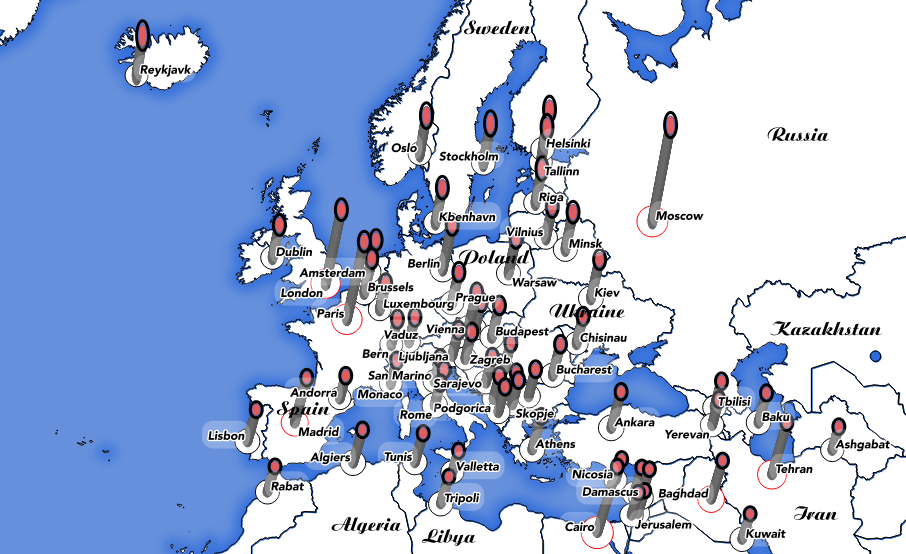 Sweden
Reykjavk
Russia
Oslo
Helsinki
Stockholm
Tallinn
Riga
Kbenhavn
Moscow
Vilnius
Minsk
Dublin
Poland
Berlin
Amsterdam
Warsaw
London
Brussels
Kiev
Luxembourg
Prague
Paris
Ukraine
Kazakhstan
Vaduz
Vienna
Budapest
Chisinau
Bern
Ljubljana
Zagreb
Bucharest
San Marino
Sarajevo
Andorra
Monaco
Tbilisi
Spain
Rome
Podgorica
Skopje
Baku
Madrid
Ankara
Lisbon
Yerevan
Athens
Ashgabat
Algiers
Tunis
Valletta
Nicosia
Tehran
Rabat
Damascus
Baghdad
Tripoli
Iran
Algeria
Cairo
Jerusalem
Libya
Kuwait